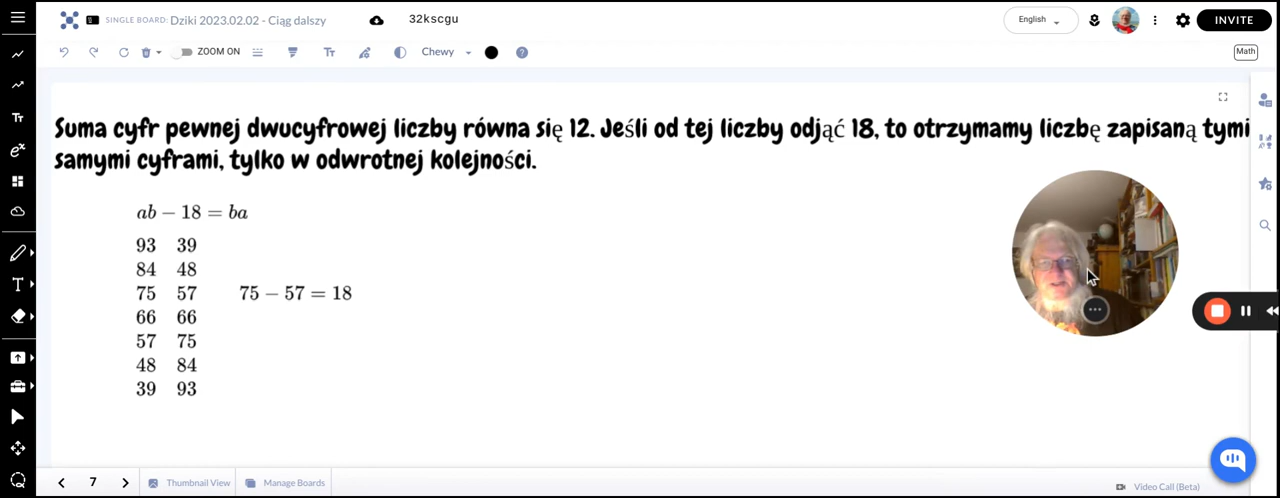 SINGLE BOARD: Dziki 2023.02.02 - Ciąg dalszy
32kscgu
English
INVITE
ZOOM ON
Tт
Chewy
?
Math
Tт
eˣ
T
Suma cyfr pewnej dwucyfrowej liczby równa się 12. Jeśli od tej liczby odjąć 18, to otrzymamy liczbę zapisaną tymi
samymi cyframi, tylko w odwrotnej kolejności.
ab − 18 = ba
93 39
84 48
75 57 75 − 57 = 18
66 66
57 75
48 84
39 93
7
Thumbnail View
Manage Boards
Video Call (Beta)